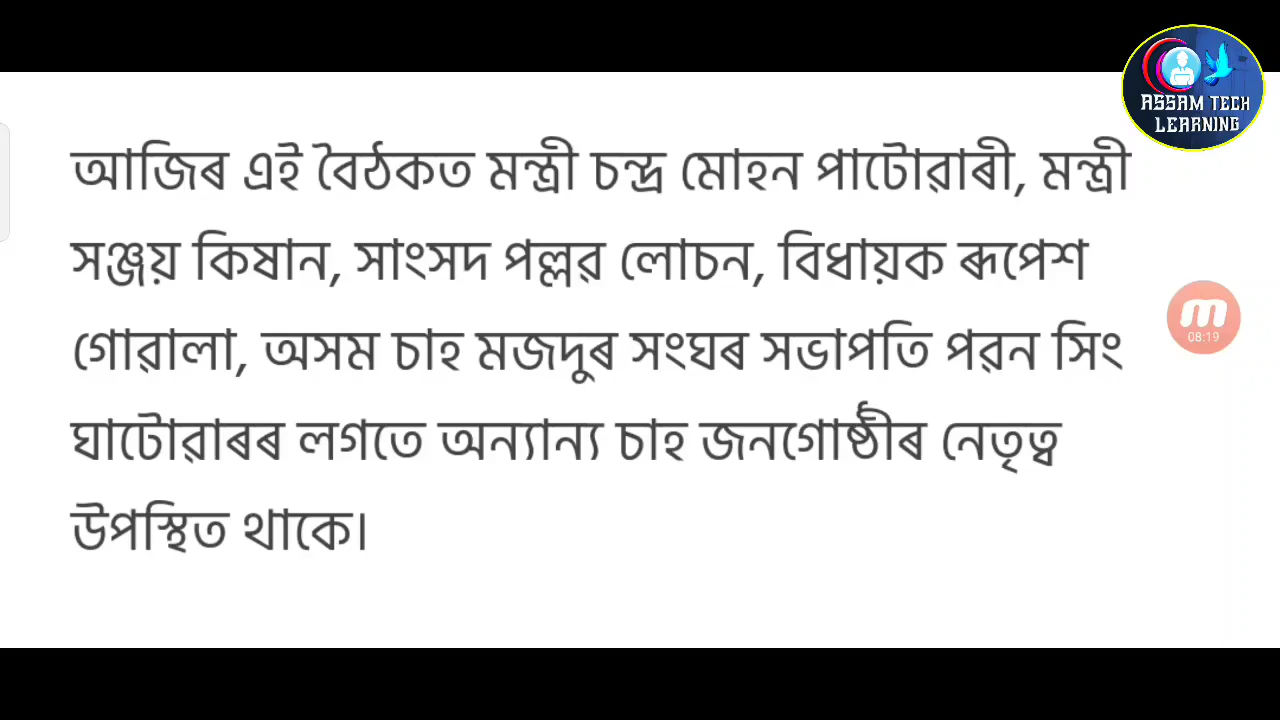 আজিৰ এই বৈঠকত মন্ত্ৰী চন্দ্ৰ মোহন পাটোৱাৰী, মন্ত্ৰী
সঞ্জয় কিষান, সাংসদ পল্লৱ লোচন, বিধায়ক ৰূপেশ
গোৱালা, অসম চাহ মজদুৰ সংঘৰ সভাপতি পৱন সিং
ঘাটোৱাৰৰ লগতে অন্যান্য চাহ জনগোষ্ঠীৰ নেতৃত্ব
উপস্থিত থাকে।
ASSAM TECH
LEARNING
08:19